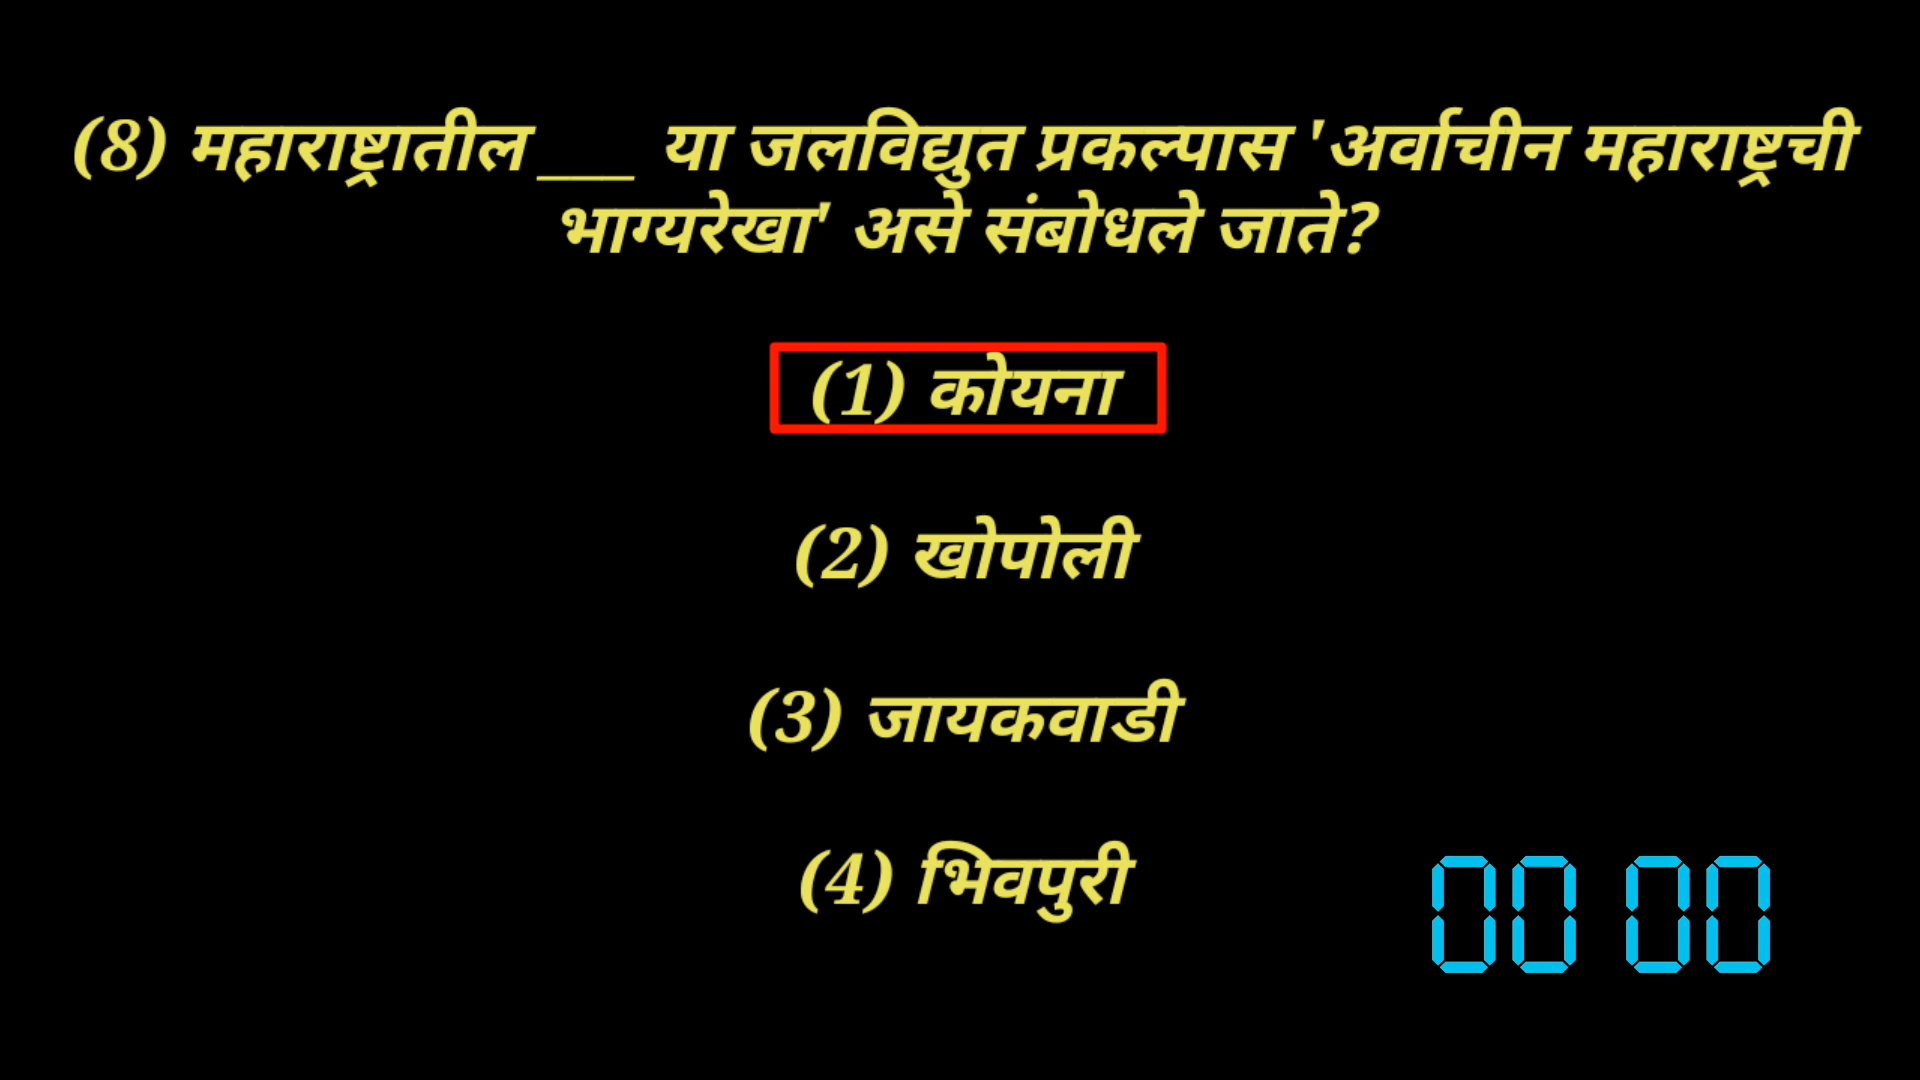 (8) महाराष्ट्रातील ___ या जलविद्युत प्रकल्पास 'अर्वाचीन महाराष्ट्रची
भाग्यरेखा' असे संबोधले जाते?
(1) कोयना
(2) खोपोली
(3) जायकवाडी
(4) भिवपुरी
00 00